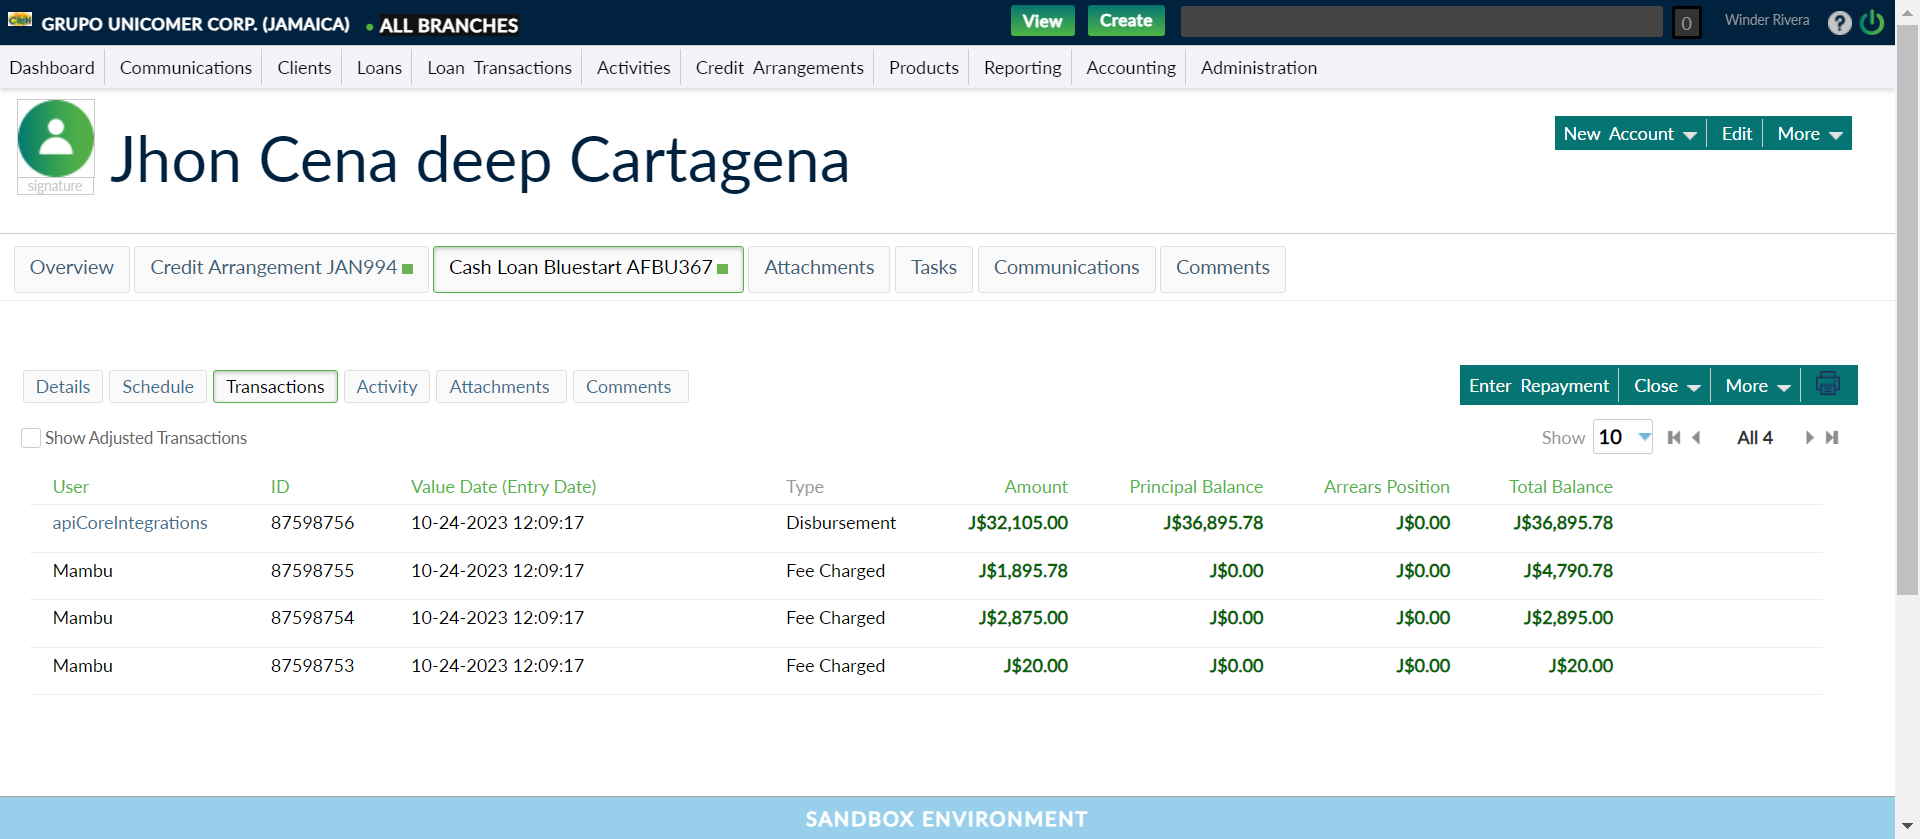 GRUPO UNICOMER CORP. (JAMAICA) • ALL BRANCHES View Create 0 Winder Rivera ?
Dashboard Communications Clients Loans Loan Transactions Activities Credit Arrangements Products Reporting Accounting Administration
signature
Jhon Cena deep Cartagena
New Account Edit More
Overview Credit Arrangement JAN994 Cash Loan Bluestart AFBU367 Attachments Tasks Communications Comments
Details Schedule Transactions Activity Attachments Comments Enter Repayment Close More
Show Adjusted Transactions Show 10 All 4
User ID Value Date (Entry Date) Type Amount Principal Balance Arrears Position Total Balance
apiCoreIntegrations 87598756 10-24-2023 12:09:17 Disbursement J$32,105.00 J$36,895.78 J$0.00 J$36,895.78
Mambu 87598755 10-24-2023 12:09:17 Fee Charged J$1,895.78 J$0.00 J$0.00 J$4,790.78
Mambu 87598754 10-24-2023 12:09:17 Fee Charged J$2,875.00 J$0.00 J$0.00 J$2,895.00
Mambu 87598753 10-24-2023 12:09:17 Fee Charged J$20.00 J$0.00 J$0.00 J$20.00
SANDBOX ENVIRONMENT